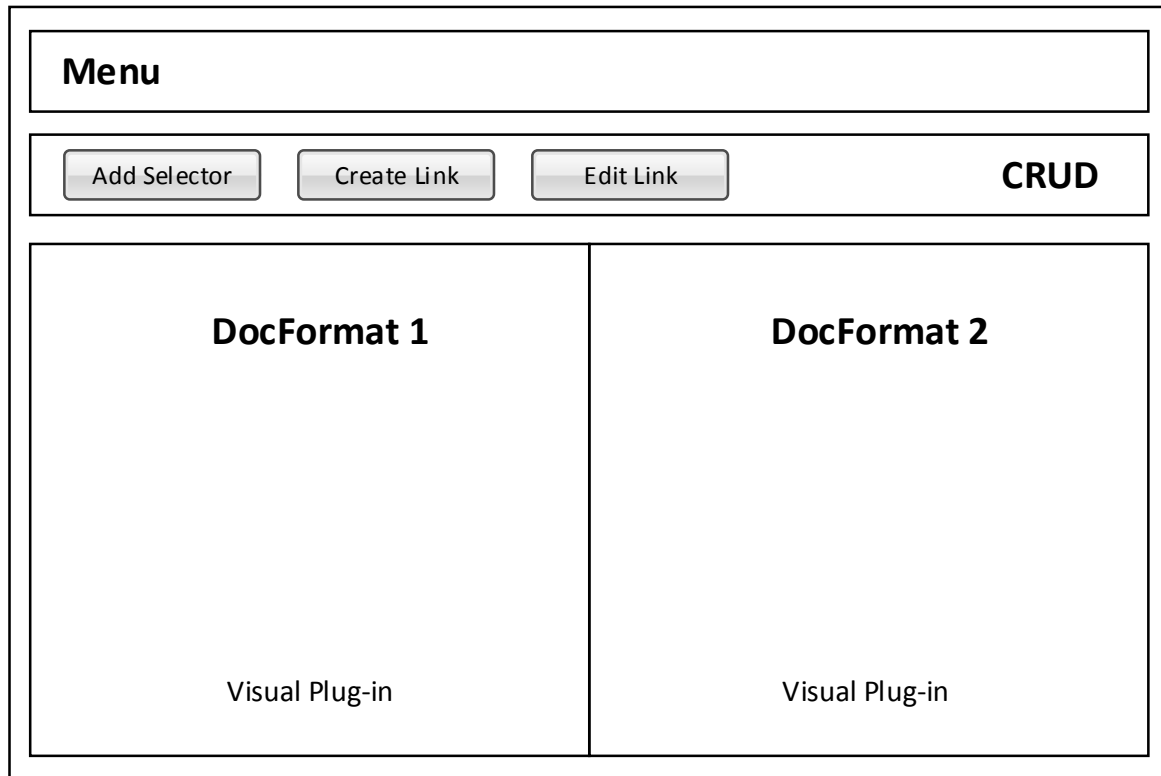 Menu
Add Selector Create Link Edit Link CRUD
DocFormat 1 DocFormat 2
Visual Plug-in Visual Plug-in